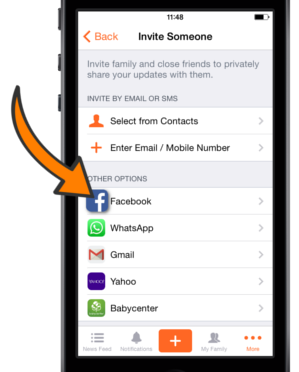 11:48
Back Invite Someone
Invite family and close friends to privately
share your updates with them.
INVITE BY EMAIL OR SMS
Select from Contacts
Enter Email / Mobile Number
OTHER OPTIONS
Facebook
WhatsApp
Gmail
YAHOO! Yahoo
Babycenter
News Feed Notifications My Family More